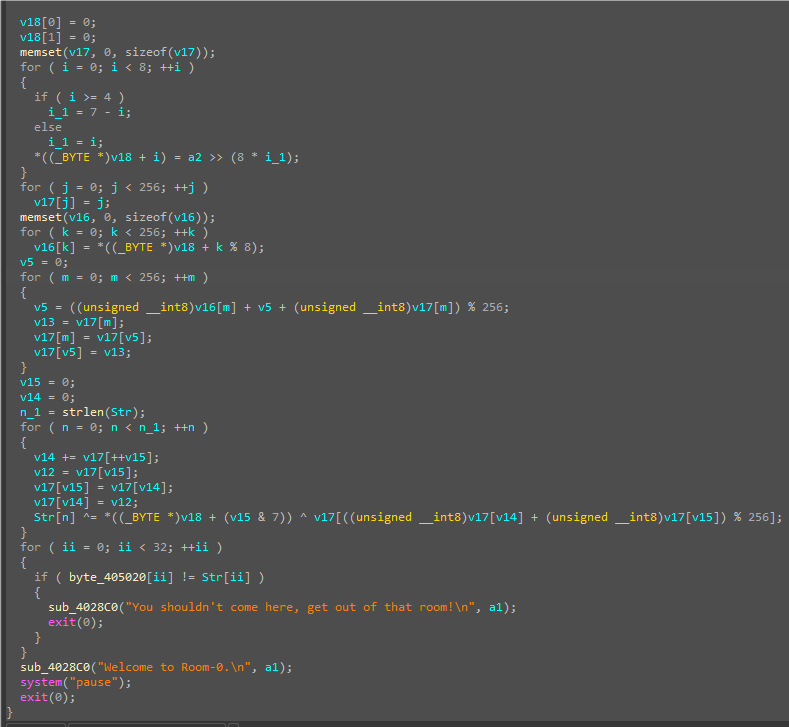 v18[0] = 0;
v18[1] = 0;
memset(v17, 0, sizeof(v17));
for ( i = 0; i < 8; ++i )
{
if ( i >= 4 )
i_1 = 7 - i;
else
i_1 = i;
*((_BYTE *)v18 + i) = a2 >> (8 * i_1);
}
for ( j = 0; j < 256; ++j )
v17[j] = j;
memset(v16, 0, sizeof(v16));
for ( k = 0; k < 256; ++k )
v16[k] = *((_BYTE *)v18 + k % 8);
v5 = 0;
for ( m = 0; m < 256; ++m )
{
v5 = ((unsigned __int8)v16[m] + v5 + (unsigned __int8)v17[m]) % 256;
v13 = v17[m];
v17[m] = v17[v5];
v17[v5] = v13;
}
v15 = 0;
v14 = 0;
n_1 = strlen(Str);
for ( n = 0; n < n_1; ++n )
{
v14 += v17[++v15];
v12 = v17[v15];
v17[v15] = v17[v14];
v17[v14] = v12;
Str[n] ^= *((_BYTE *)v18 + (v15 & 7)) ^ v17[((unsigned __int8)v17[v14] + (unsigned __int8)v17[v15]) % 256];
}
for ( ii = 0; ii < 32; ++ii )
{
if ( byte_405020[ii] != Str[ii] )
{
sub_4028C0("You shouldn't come here, get out of that room!\n", a1);
exit(0);
}
}
sub_4028C0("Welcome to Room-0.\n", a1);
system("pause");
exit(0);
}